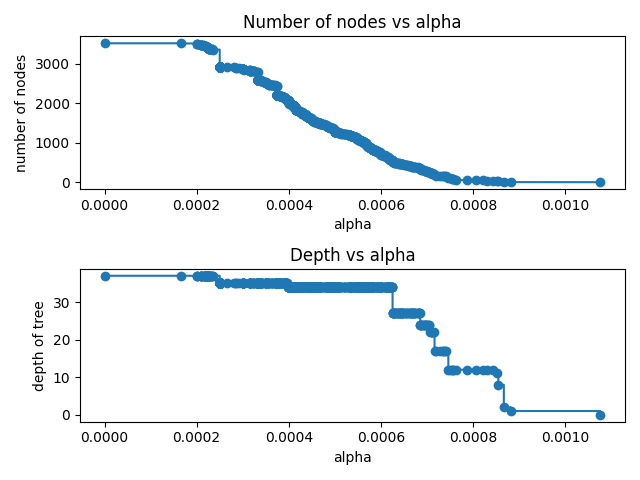 Number of nodes vs alpha
number of nodes
3000
2000
1000
0
0.0000 0.0002 0.0004 0.0006 0.0008 0.0010
alpha
Depth vs alpha
depth of tree
30
20
10
0
0.0000 0.0002 0.0004 0.0006 0.0008 0.0010
alpha